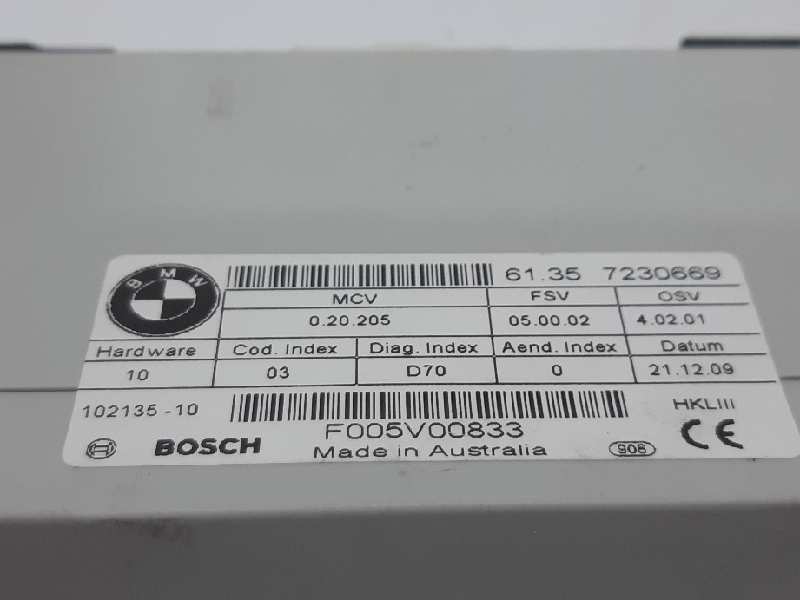 BMW
61.35 7230669
MCV FSV OSV
0.20.205 05.00.02 4.02.01
Hardware Cod. Index Diag. Index Aend. Index Datum
10 03 D70 0 21.12.09
102135-10 HKLIII
F005V00833
BOSCH Made in Australia 908 CE